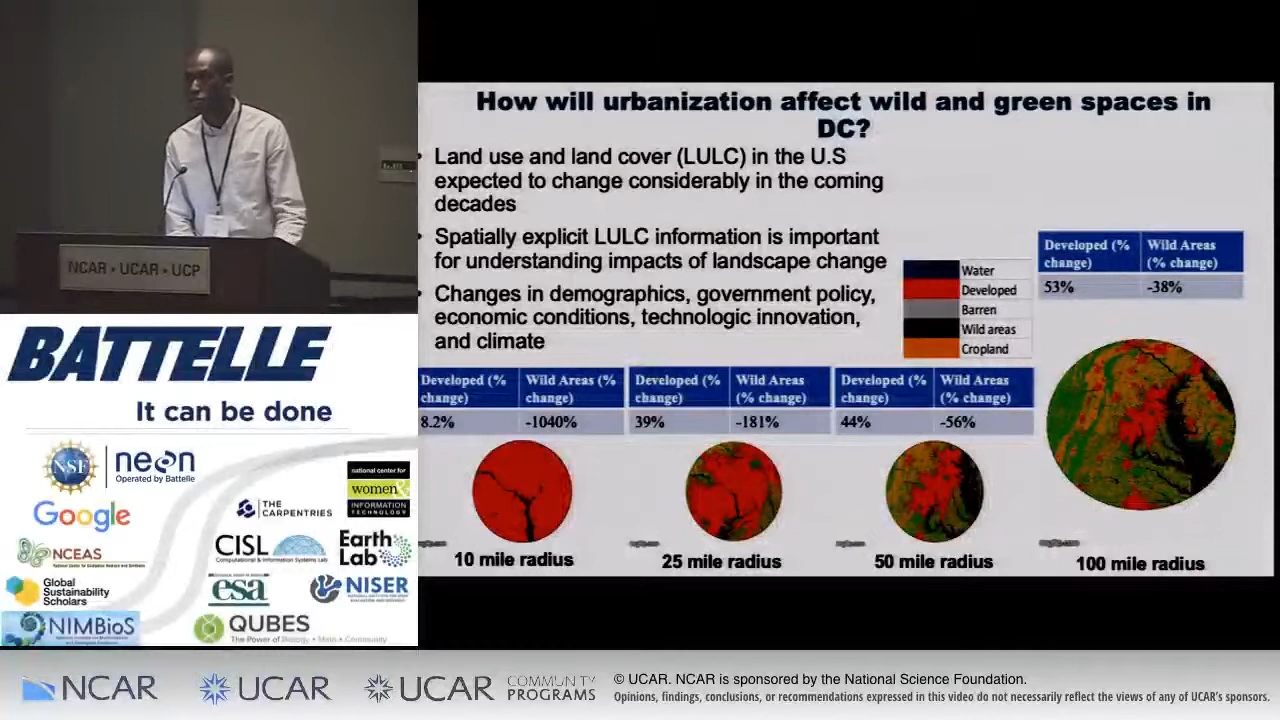 How will urbanization affect wild and green spaces in
DC?
Land use and land cover (LULC) in the U.S
expected to change considerably in the coming
decades
Spatially explicit LULC information is important
for understanding impacts of landscape change
Changes in demographics, government policy,
economic conditions, technologic innovation,
and climate
Water
Developed
Barren
Wild areas
Cropland
Developed (% change) Wild Areas (% change)
53% -38%
Developed (% change) Wild Areas (% change)
8.2% -1040%
Developed (% change) Wild Areas (% change)
39% -181%
Developed (% change) Wild Areas (% change)
44% -56%
10 mile radius
25 mile radius
50 mile radius
100 mile radius
NCAR • UCAR • UCP
BATTELLE
It can be done
NSF
neon
Operated by Battelle
national center for
women&
INFORMATION
TECHNOLOGY
Google
THE
CARPENTRIES
NCEAS
CISL
Computational & Information Systems Lab
Earth
Lab
Global
Sustainability
Scholars
esa
NISER
NIMBioS
QUBES
The Power of Biology • Math • Community
NCAR
UCAR
UCAR
COMMUNITY
PROGRAMS
© UCAR. NCAR is sponsored by the National Science Foundation.
Opinions, findings, conclusions, or recommendations expressed in this video do not necessarily reflect the views of any of UCAR's sponsors.